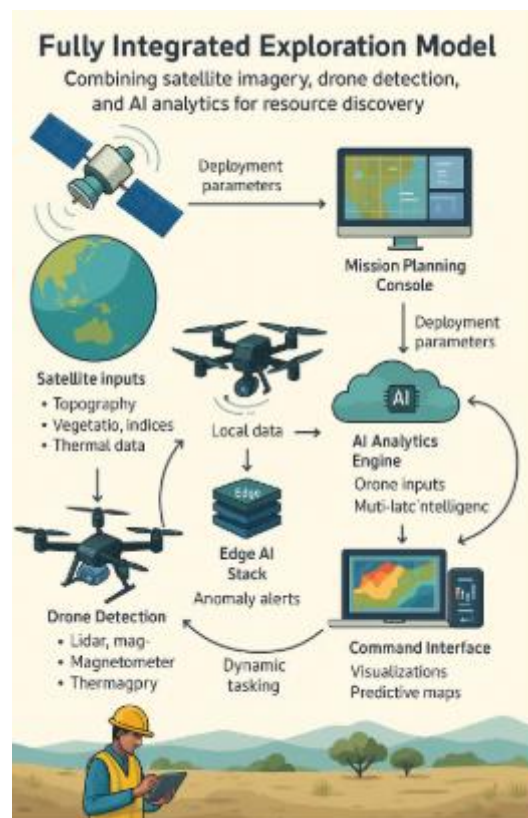 Fully Integrated Exploration Model
Combining satellite imagery, drone detection,
and AI analytics for resource discovery
Deployment
parameters
Mission Planning
Console
Deployment
parameters
Satellite inputs
• Topography
• Vegetatio, indices
• Thermal data
Local data
AI
AI Analytics
Engine
Drone inputs
Muti-latc intelligenc
Edge
Edge AI
Stack
Anomaly alerts
Drone Detection
• Lidar, mag-
• Magnetometer
• Thermagpry
Dynamic
tasking
Command Interface
Visualizations
Predictive maps